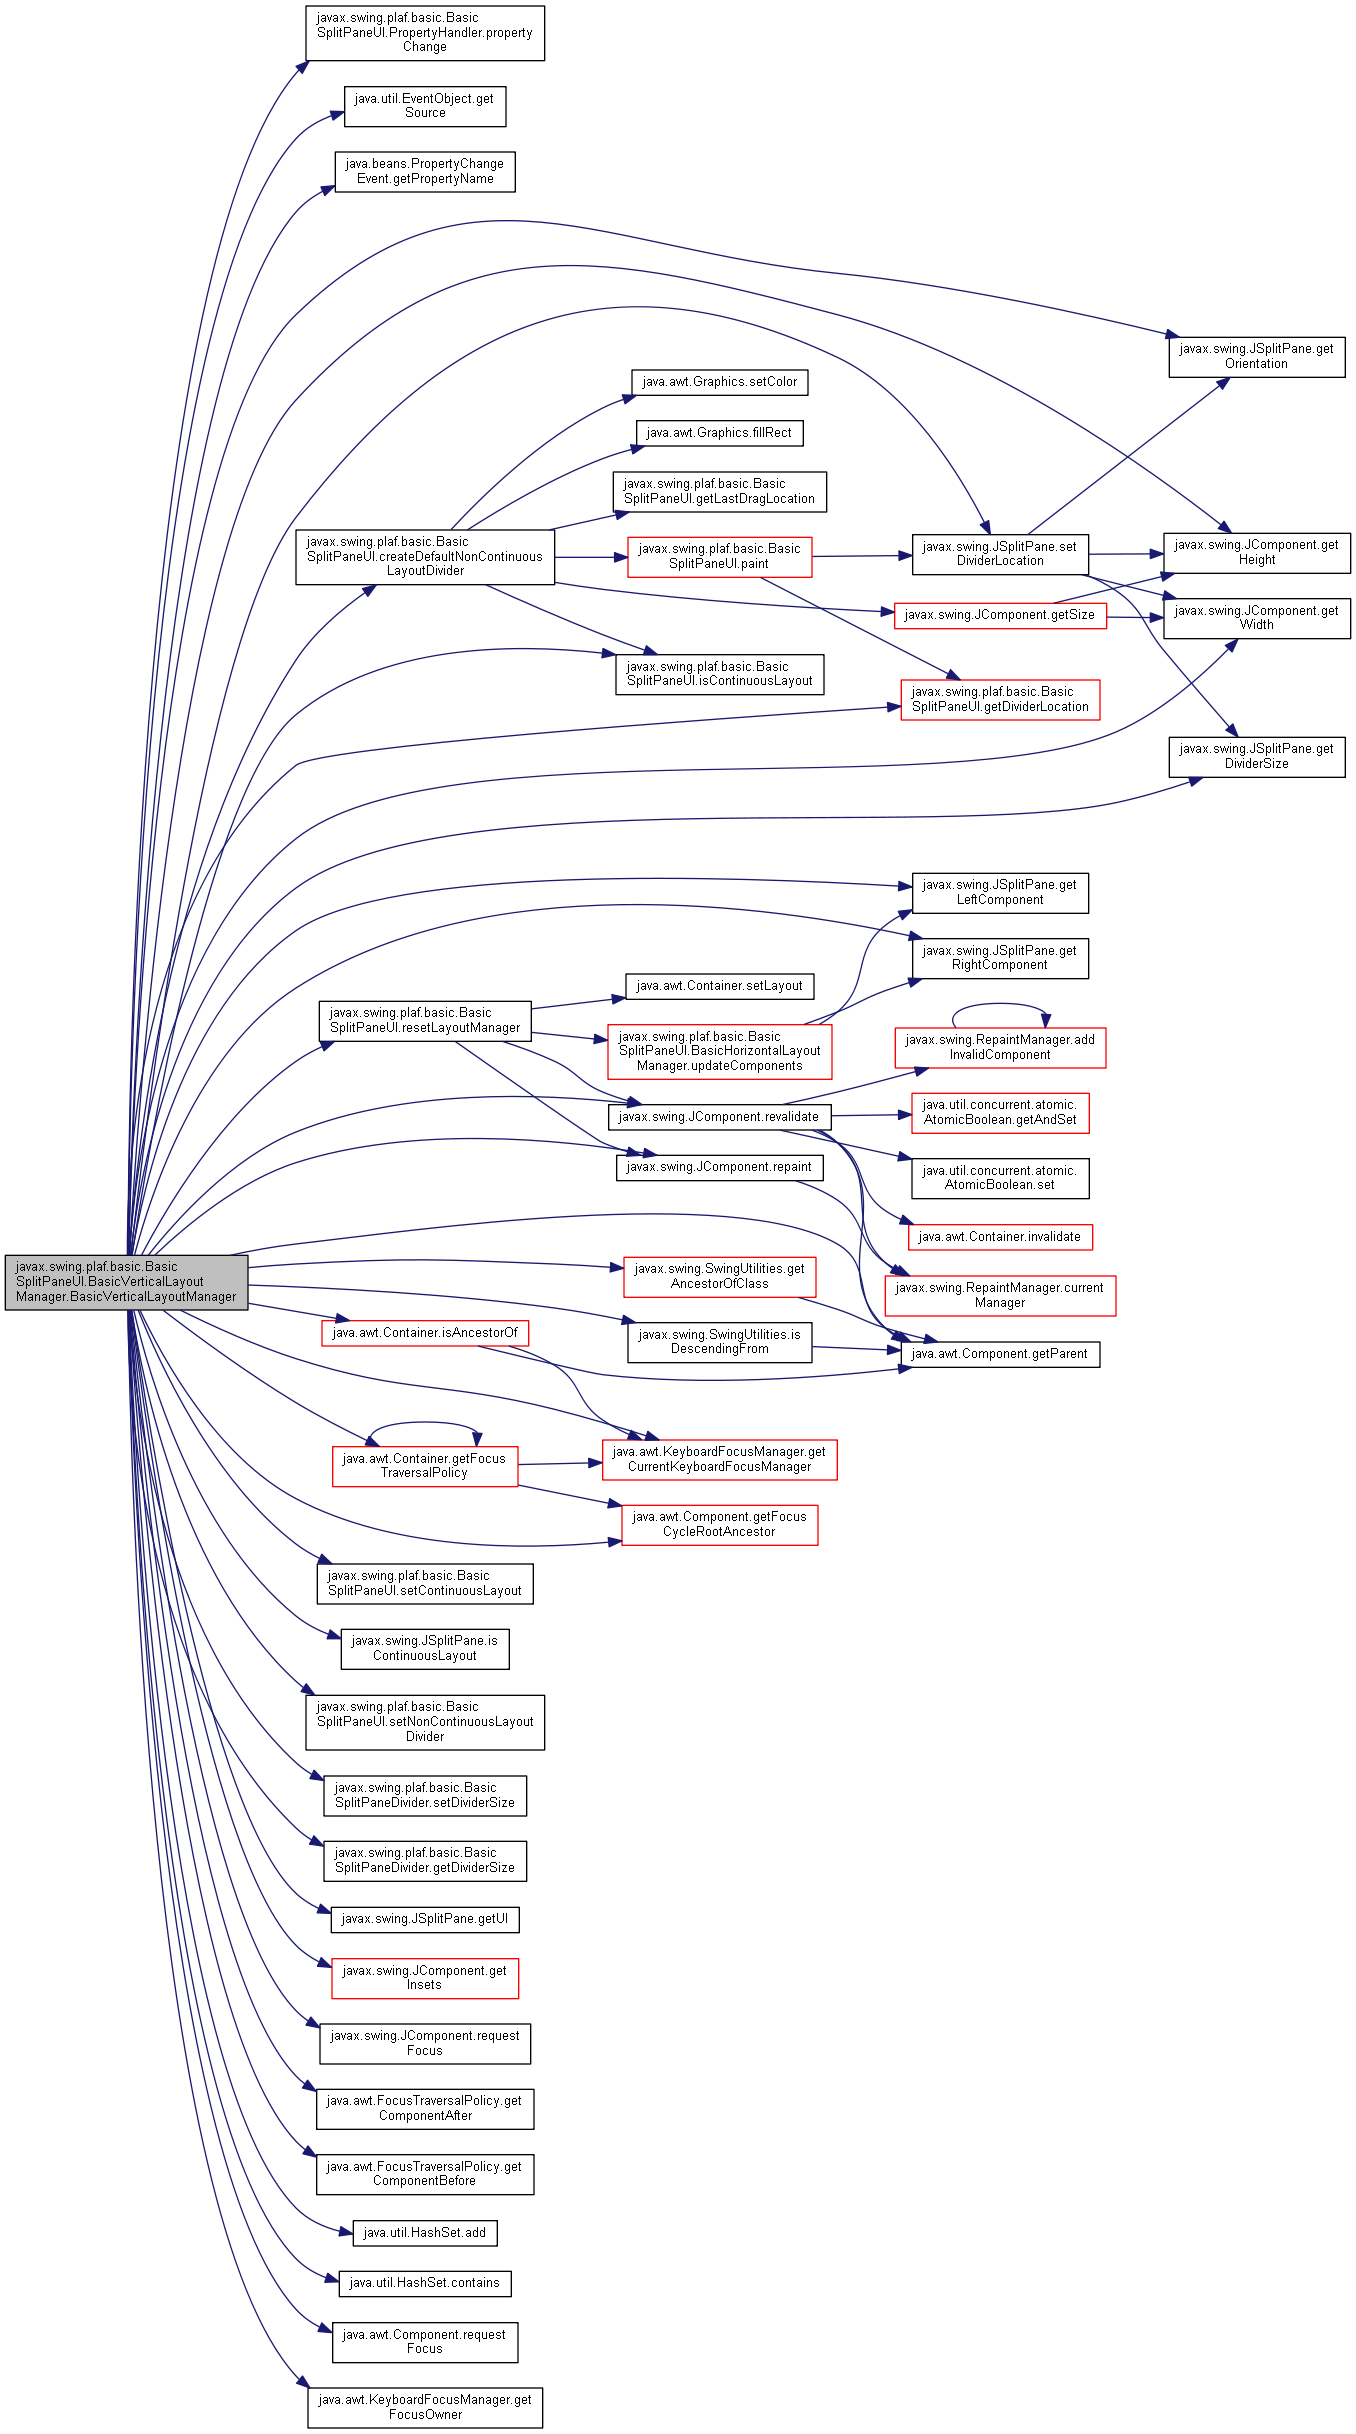 javax.swing.plaf.basic.Basic
SplitPaneUI.PropertyHandler.property
Change
java.util.EventObject.get
Source
java.beans.PropertyChange
Event.getPropertyName
javax.swing.JSplitPane.get
Orientation
java.awt.Graphics.setColor
java.awt.Graphics.fillRect
javax.swing.plaf.basic.Basic
SplitPaneUI.getLastDragLocation
javax.swing.plaf.basic.Basic
SplitPaneUI.createDefaultNonContinuous
LayoutDivider
javax.swing.plaf.basic.Basic
SplitPaneUI.paint
javax.swing.JSplitPane.set
DividerLocation
javax.swing.JComponent.get
Height
javax.swing.JComponent.getSize
javax.swing.JComponent.get
Width
javax.swing.plaf.basic.Basic
SplitPaneUI.isContinuousLayout
javax.swing.plaf.basic.Basic
SplitPaneUI.getDividerLocation
javax.swing.JSplitPane.get
DividerSize
javax.swing.JSplitPane.get
LeftComponent
javax.swing.JSplitPane.get
RightComponent
java.awt.Container.setLayout
javax.swing.plaf.basic.Basic
SplitPaneUI.resetLayoutManager
javax.swing.plaf.basic.Basic
SplitPaneUI.BasicHorizontalLayout
Manager.updateComponents
javax.swing.RepaintManager.add
InvalidComponent
javax.swing.JComponent.revalidate
java.util.concurrent.atomic.
AtomicBoolean.getAndSet
javax.swing.JComponent.repaint
java.util.concurrent.atomic.
AtomicBoolean.set
java.awt.Container.invalidate
javax.swing.plaf.basic.Basic
SplitPaneUI.BasicVerticalLayout
Manager.BasicVerticalLayoutManager
javax.swing.SwingUtilities.get
AncestorOfClass
javax.swing.RepaintManager.current
Manager
java.awt.Container.isAncestorOf
javax.swing.SwingUtilities.is
DescendingFrom
java.awt.Component.getParent
java.awt.Container.getFocus
TraversalPolicy
java.awt.KeyboardFocusManager.get
CurrentKeyboardFocusManager
java.awt.Component.getFocus
CycleRootAncestor
javax.swing.plaf.basic.Basic
SplitPaneUI.setContinuousLayout
javax.swing.JSplitPane.is
ContinuousLayout
javax.swing.plaf.basic.Basic
SplitPaneUI.setNonContinuousLayout
Divider
javax.swing.plaf.basic.Basic
SplitPaneDivider.setDividerSize
javax.swing.plaf.basic.Basic
SplitPaneDivider.getDividerSize
javax.swing.JSplitPane.getUI
javax.swing.JComponent.get
Insets
javax.swing.JComponent.request
Focus
java.awt.FocusTraversalPolicy.get
ComponentAfter
java.awt.FocusTraversalPolicy.get
ComponentBefore
java.util.HashSet.add
java.util.HashSet.contains
java.awt.Component.request
Focus
java.awt.KeyboardFocusManager.get
FocusOwner